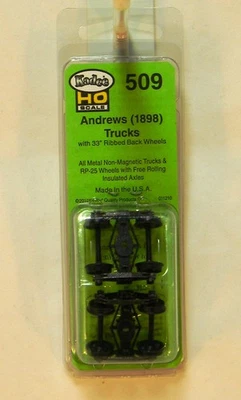 Kadee
HO
SCALE
509
Andrews (1898)
Trucks
with 33" Ribbed Back Wheels
All Metal Non-Magnetic Trucks &
RP-25 Wheels with Free Rolling
Insulated Axles
Made in the U.S.A.